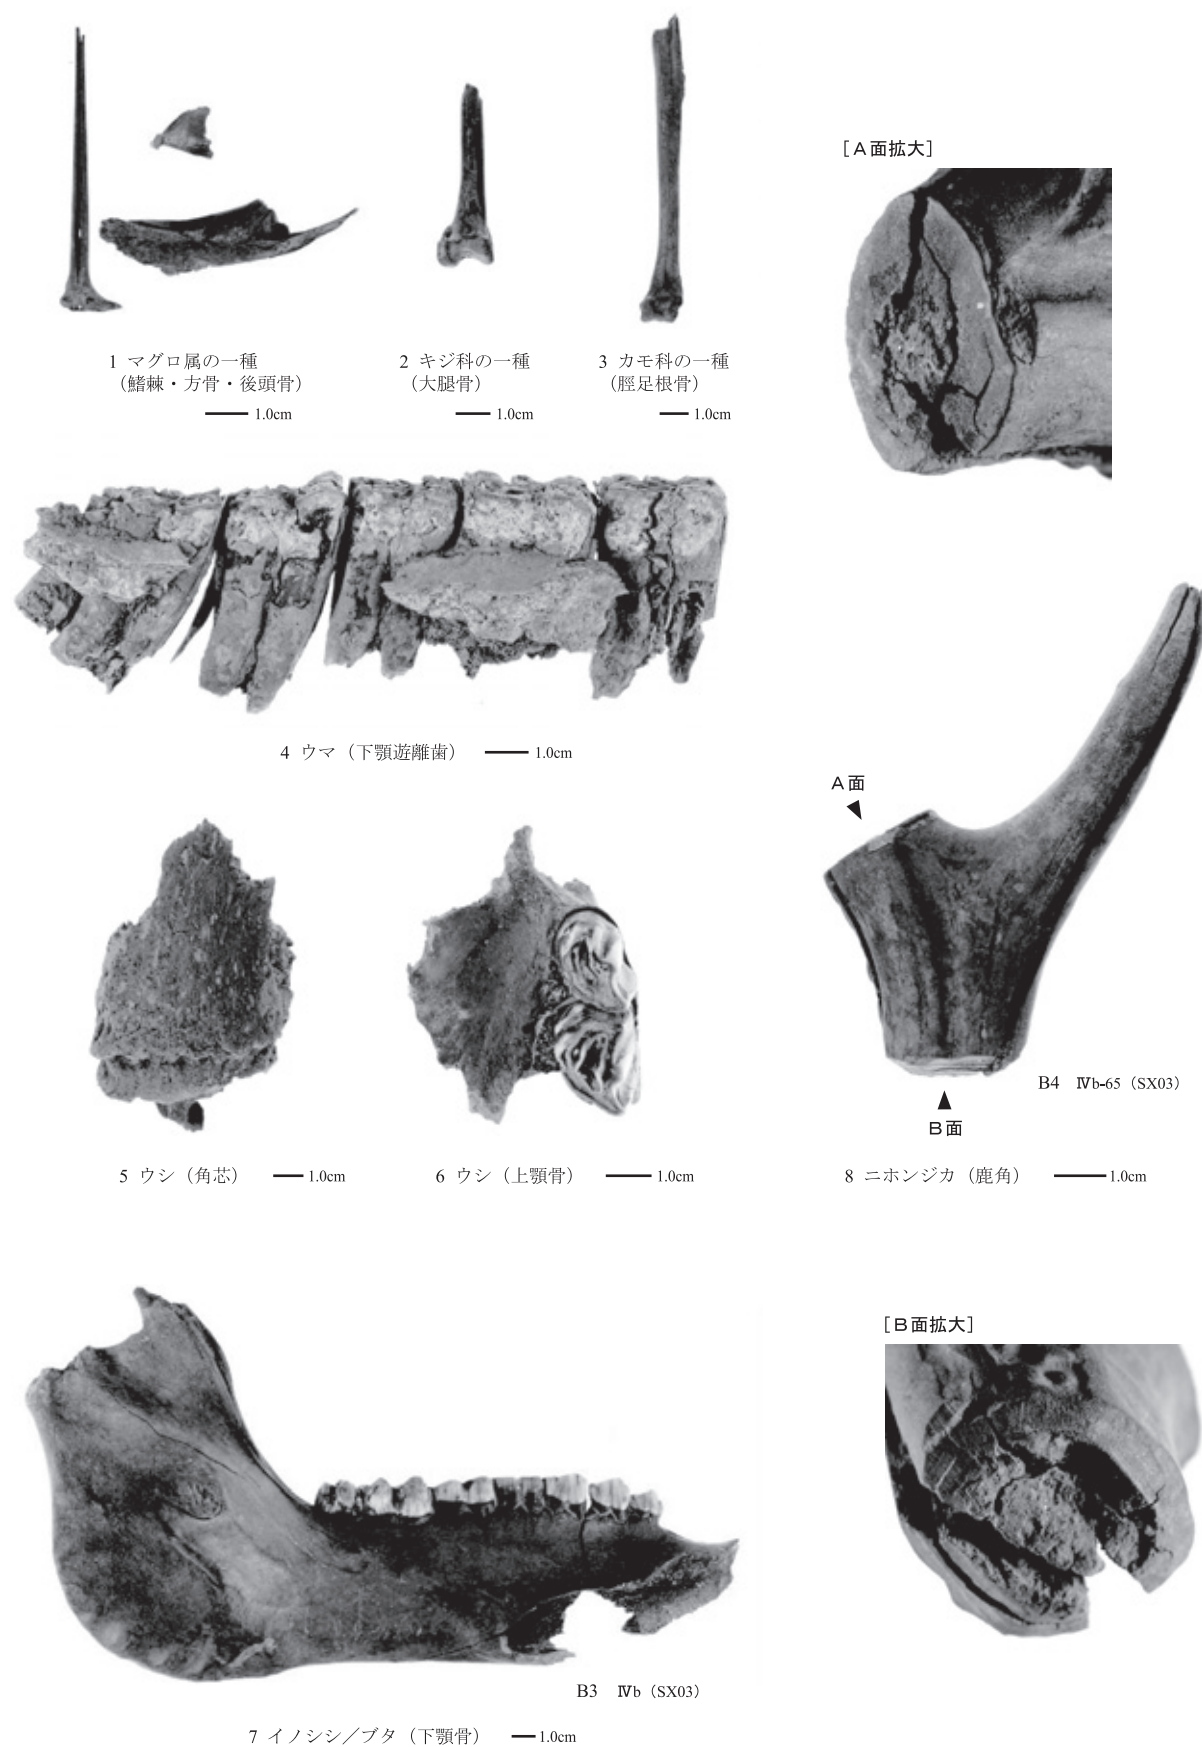 [A面拡大]
1 マグロ属の一種
（鰭棘・方骨・後頭骨）
1.0cm
2 キジ科の一種
（大腿骨）
1.0cm
3 カモ科の一種
（脛足根骨）
1.0cm
4 ウマ（下顎遊離歯）
1.0cm
A面
B4 Ⅳb-65（SX03）
B面
5 ウシ（角芯）
1.0cm
6 ウシ（上顎骨）
1.0cm
8 ニホンジカ（鹿角）
1.0cm
[B面拡大]
B3 Ⅳb（SX03）
7 イノシシ／ブタ（下顎骨）
1.0cm